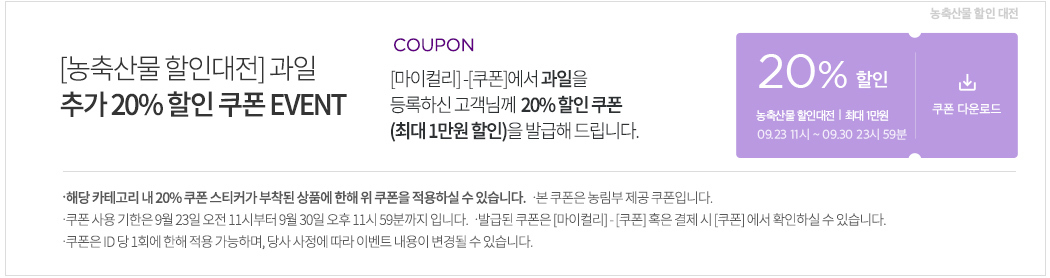 농축산물 할인 대전
[농축산물 할인대전] 과일
추가 20% 할인 쿠폰 EVENT
COUPON
[마이컬리] -[쿠폰]에서 과일을
등록하신 고객님께 20% 할인 쿠폰
(최대 1만원 할인)을 발급해 드립니다.
20% 할인
농축산물 할인대전 | 최대 1만원
09.23 11시 ~ 09.30 23시 59분
쿠폰 다운로드
·해당 카테고리 내 20% 쿠폰 스티커가 부착된 상품에 한해 위 쿠폰을 적용하실 수 있습니다. ·본 쿠폰은 농림부 제공 쿠폰입니다.
·쿠폰 사용 기한은 9월 23일 오전 11시부터 9월 30일 오후 11시 59분까지 입니다. ·발급된 쿠폰은 [마이컬리] - [쿠폰] 혹은 결제 시 [쿠폰] 에서 확인하실 수 있습니다.
·쿠폰은 ID 당 1회에 한해 적용 가능하며, 당사 사정에 따라 이벤트 내용이 변경될 수 있습니다.